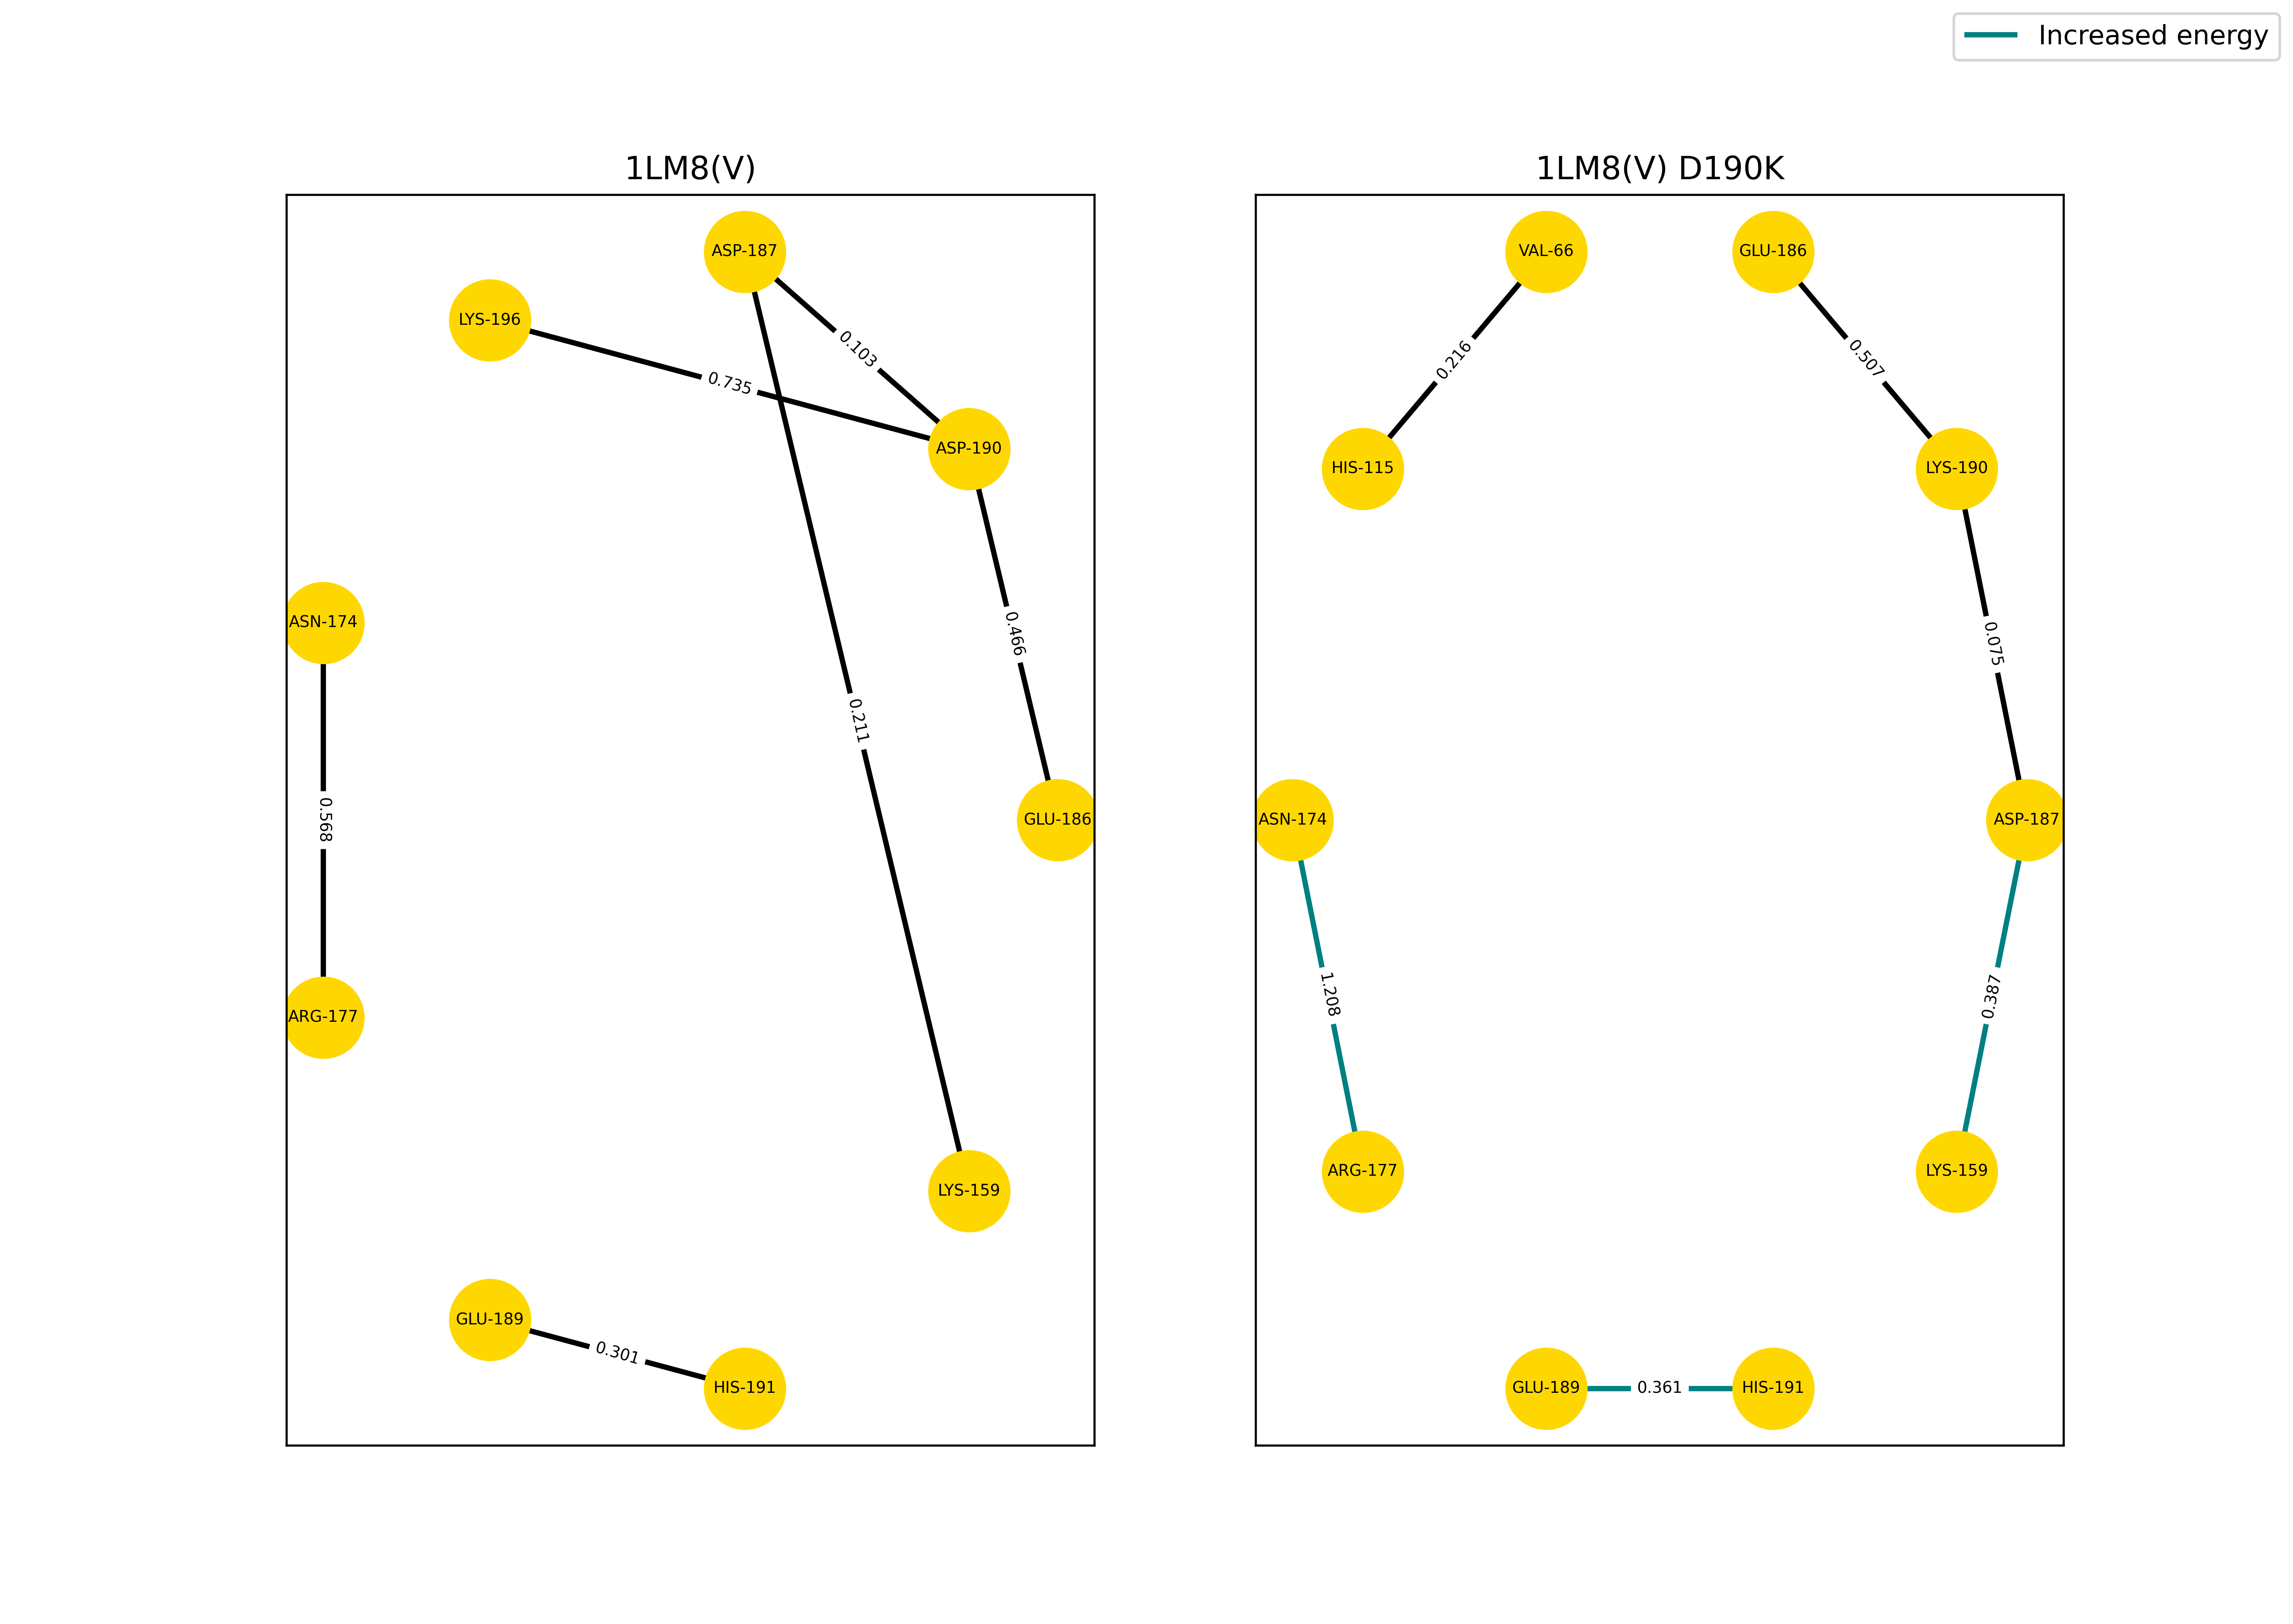 Increased energy
1LM8(V)
ASP-187
LYS-196
0.103
0.735
ASP-190
ASN-174
0.466
0.211
0.568
GLU-186
ARG-177
LYS-159
GLU-189
0.301
HIS-191
1LM8(V) D190K
VAL-66
GLU-186
0.216
0.507
HIS-115
LYS-190
0.075
ASN-174
ASP-187
1.208
0.387
ARG-177
LYS-159
GLU-189
0.361
HIS-191